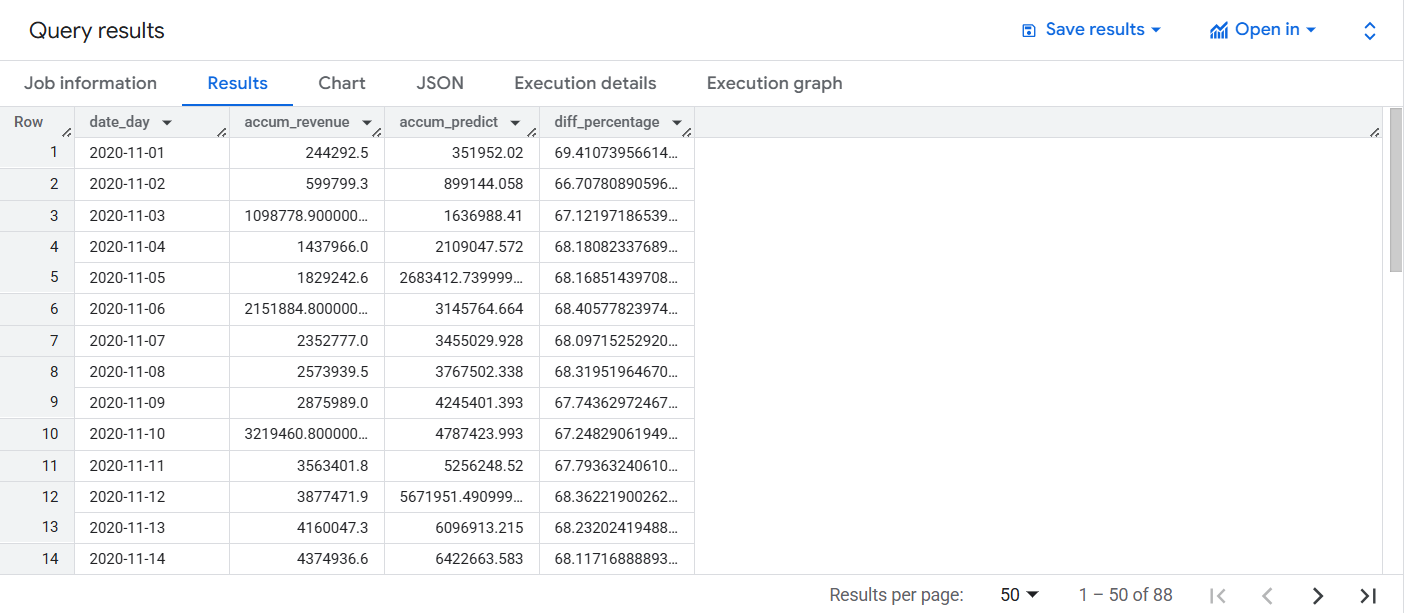 Query results Save results Open in
Job information Results Chart JSON Execution details Execution graph
Row date_day accum_revenue accum_predict diff_percentage
1 2020-11-01 244292.5 351952.02 69.41073956614...
2 2020-11-02 599799.3 899144.058 66.70780890596...
3 2020-11-03 1098778.900000... 1636988.41 67.12197186539...
4 2020-11-04 1437966.0 2109047.572 68.18082337689...
5 2020-11-05 1829242.6 2683412.739999... 68.16851439708...
6 2020-11-06 2151884.800000... 3145764.664 68.40577823974...
7 2020-11-07 2352777.0 3455029.928 68.09715252920...
8 2020-11-08 2573939.5 3767502.338 68.31951964670...
9 2020-11-09 2875989.0 4245401.393 67.74362972467...
10 2020-11-10 3219460.800000... 4787423.993 67.24829061949...
11 2020-11-11 3563401.8 5256248.52 67.79363240610...
12 2020-11-12 3877471.9 5671951.490999... 68.36221900262...
13 2020-11-13 4160047.3 6096913.215 68.23202419488...
14 2020-11-14 4374936.6 6422663.583 68.11716888893...
Results per page: 50 1 – 50 of 88